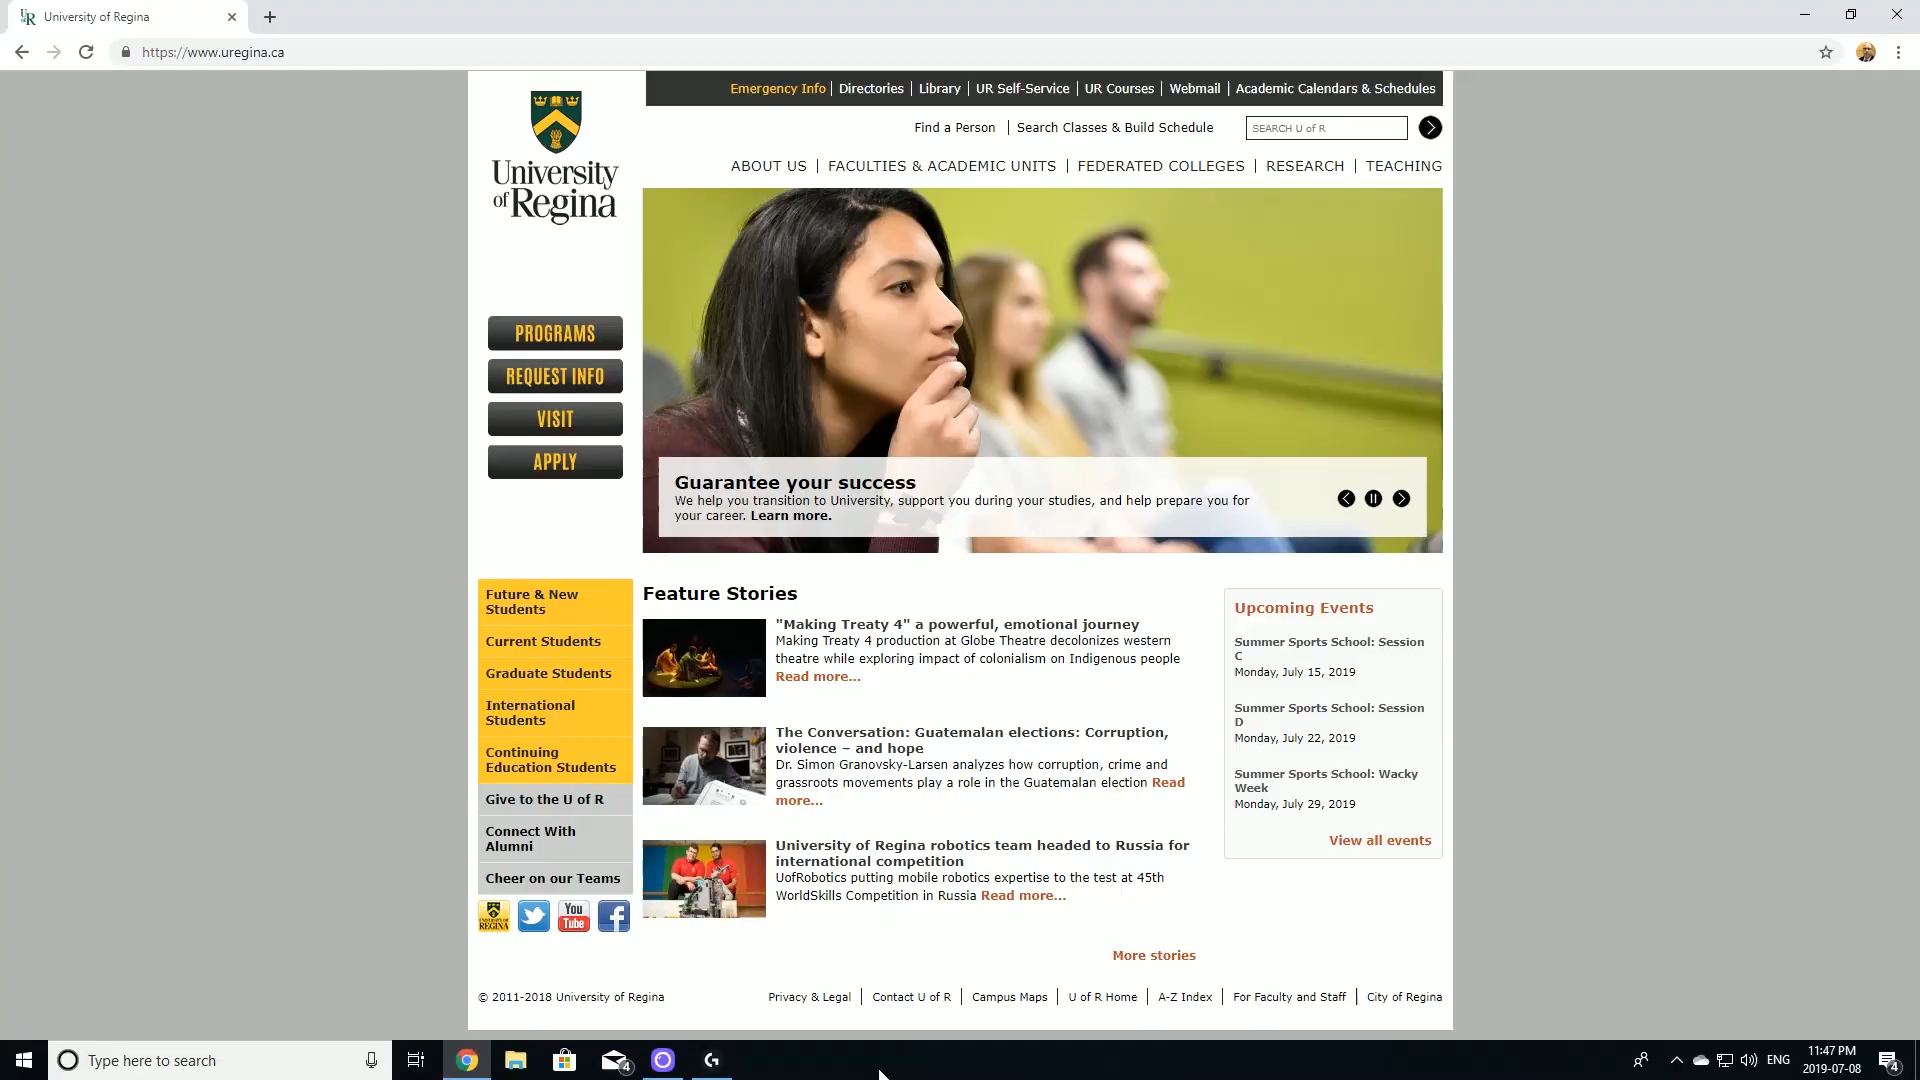 University of Regina
https://www.uregina.ca
Emergency Info | Directories | Library | UR Self-Service | UR Courses | Webmail | Academic Calendars & Schedules
Find a Person | Search Classes & Build Schedule
SEARCH U of R
University
of Regina
ABOUT US | FACULTIES & ACADEMIC UNITS | FEDERATED COLLEGES | RESEARCH | TEACHING
PROGRAMS
REQUEST INFO
VISIT
APPLY
Guarantee your success
We help you transition to University, support you during your studies, and help prepare you for
your career. Learn more.
Future & New
Students
Current Students
Graduate Students
International
Students
Continuing
Education Students
Give to the U of R
Connect With
Alumni
Cheer on our Teams
UNIVERSITY OF
REGINA
You
Tube
Feature Stories
"Making Treaty 4" a powerful, emotional journey
Making Treaty 4 production at Globe Theatre decolonizes western
theatre while exploring impact of colonialism on Indigenous people
Read more...
The Conversation: Guatemalan elections: Corruption,
violence – and hope
Dr. Simon Granovsky-Larsen analyzes how corruption, crime and
grassroots movements play a role in the Guatemalan election Read
more...
University of Regina robotics team headed to Russia for
international competition
UofRobotics putting mobile robotics expertise to the test at 45th
WorldSkills Competition in Russia Read more...
More stories
Upcoming Events
Summer Sports School: Session
C
Monday, July 15, 2019
Summer Sports School: Session
D
Monday, July 22, 2019
Summer Sports School: Wacky
Week
Monday, July 29, 2019
View all events
© 2011-2018 University of Regina
Privacy & Legal | Contact U of R | Campus Maps | U of R Home | A-Z Index | For Faculty and Staff | City of Regina
Type here to search
4
ENG
11:47 PM
2019-07-08
4